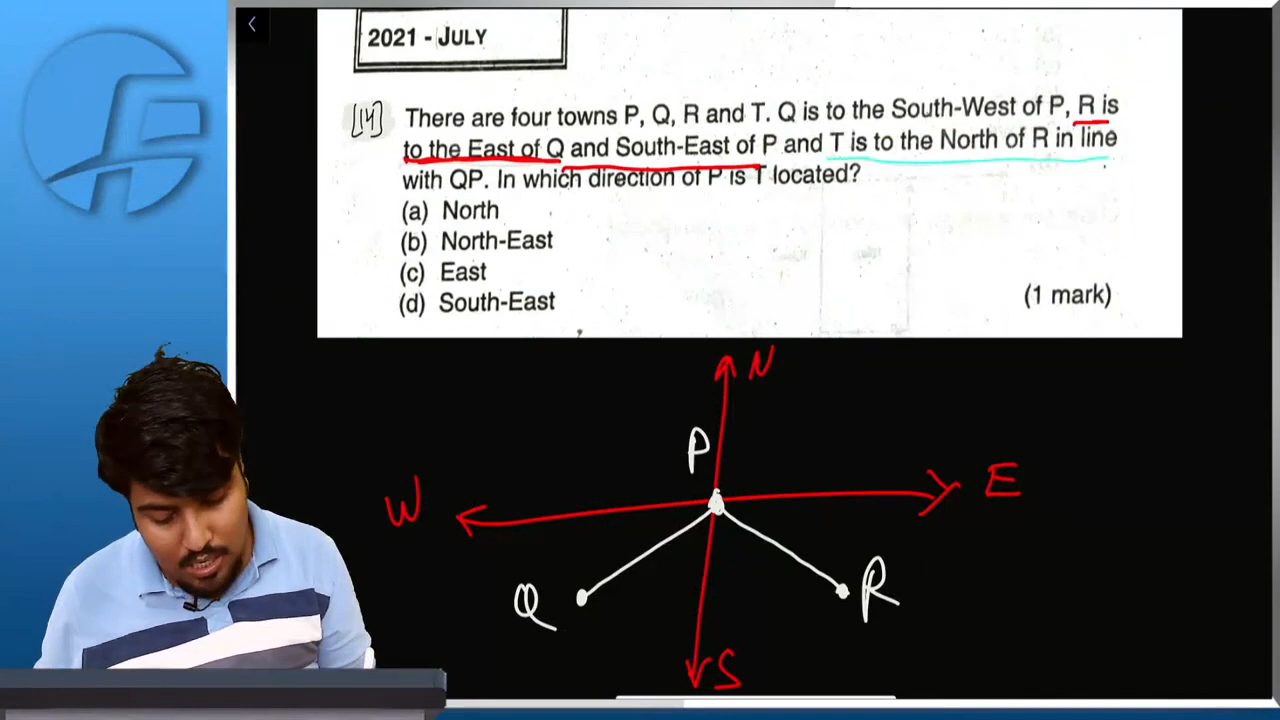 2021 - JULY
[14] There are four towns P, Q, R and T. Q is to the South-West of P, R is
to the East of Q and South-East of P and T is to the North of R in line
with QP. In which direction of P is T located?
(a) North
(b) North-East
(c) East
(d) South-East
(1 mark)
N
P
W
E
Q
R
S